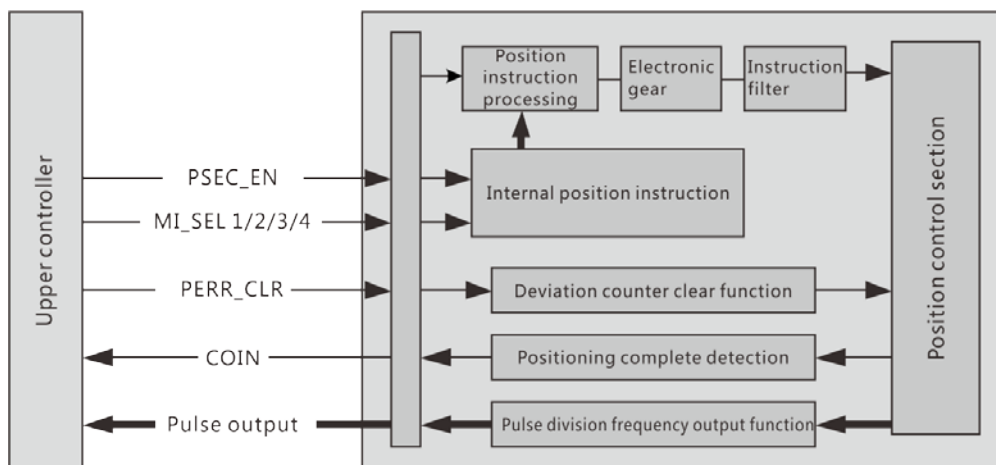 Upper controller
PSEC_EN
MI_SEL 1/2/3/4
PERR_CLR
COIN
Pulse output
Position
instruction
processing
Electronic
gear
Instruction
filter
Internal position instruction
Deviation counter clear function
Positioning complete detection
Pulse division frequency output function
Position control section